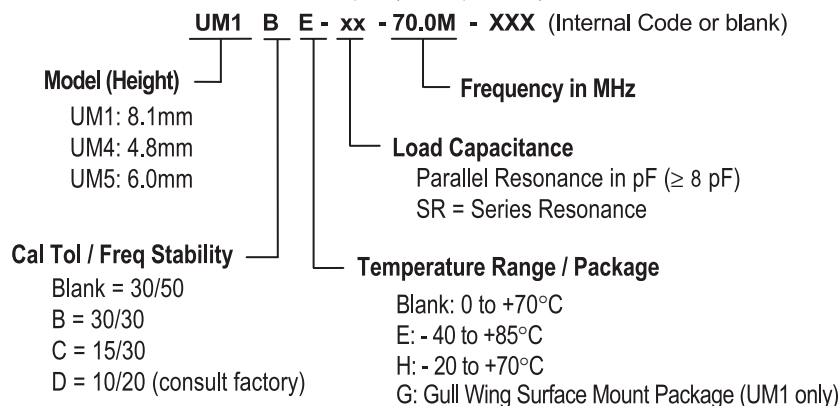 UM1 B E - xx - 70.0M - XXX (Internal Code or blank)
Model (Height)
UM1: 8.1mm
UM4: 4.8mm
UM5: 6.0mm
Frequency in MHz
Load Capacitance
Parallel Resonance in pF (≥ 8 pF)
SR = Series Resonance
Cal Tol / Freq Stability
Blank = 30/50
B = 30/30
C = 15/30
D = 10/20 (consult factory)
Temperature Range / Package
Blank: 0 to +70°C
E: - 40 to +85°C
H: - 20 to +70°C
G: Gull Wing Surface Mount Package (UM1 only)